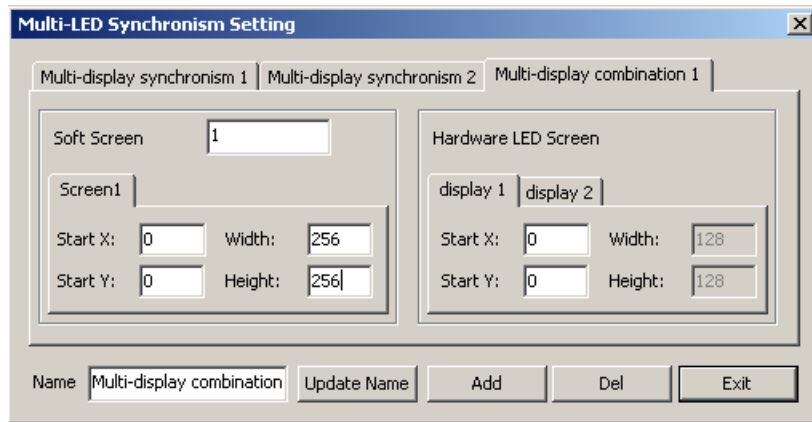 Multi-LED Synchronism Setting
Multi-display synchronism 1 Multi-display synchronism 2 Multi-display combination 1
Soft Screen 1
Screen1
Start X: 0 Width: 256
Start Y: 0 Height: 256
Hardware LED Screen
display 1 display 2
Start X: 0 Width: 128
Start Y: 0 Height: 128
Name Multi-display combination Update Name Add Del Exit